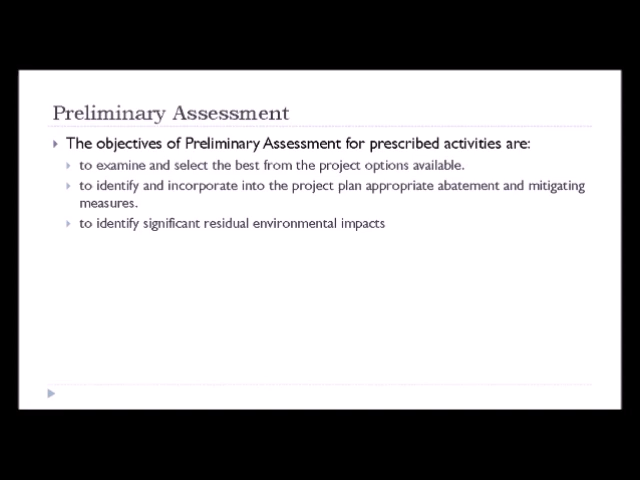 Preliminary Assessment
The objectives of Preliminary Assessment for prescribed activities are:
to examine and select the best from the project options available.
to identify and incorporate into the project plan appropriate abatement and mitigating
measures.
to identify significant residual environmental impacts